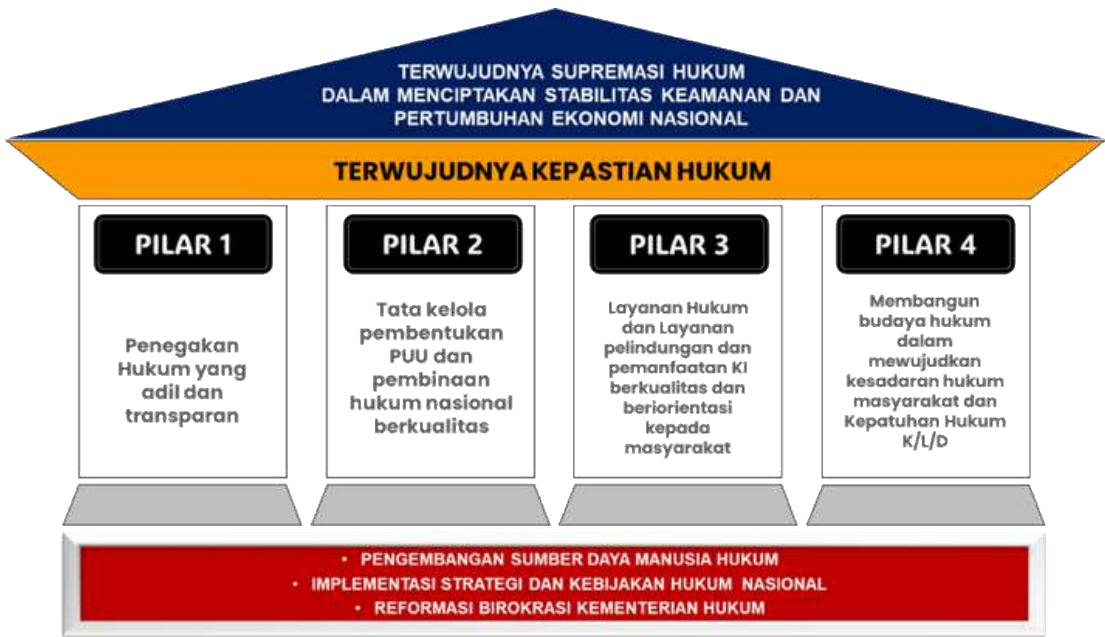 TERWUJUDNYA SUPREMASI HUKUM
DALAM MENCIPTAKAN STABILITAS KEAMANAN DAN
PERTUMBUHAN EKONOMI NASIONAL
TERWUJUDNYA KEPASTIAN HUKUM
PILAR 1
Penegakan
Hukum yang
adil dan
transparan
PILAR 2
Tata kelola
pembentukan
PUU dan
pembinaan
hukum nasional
berkualitas
PILAR 3
Layanan Hukum
dan Layanan
pelindungan dan
pemanfaatan KI
berkualitas dan
beriorientasi
kepada
masyarakat
PILAR 4
Membangun
budaya hukum
dalam
mewujudkan
kesadaran hukum
masyarakat dan
Kepatuhan Hukum
K/L/D
• PENGEMBANGAN SUMBER DAYA MANUSIA HUKUM
• IMPLEMENTASI STRATEGI DAN KEBIJAKAN HUKUM NASIONAL
• REFORMASI BIROKRASI KEMENTERIAN HUKUM